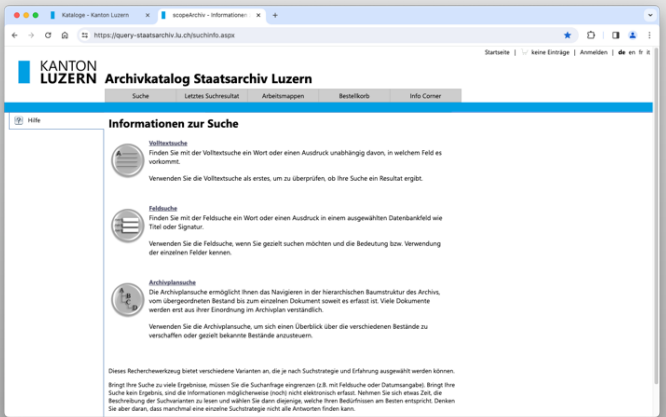 Kataloge - Kanton Luzern
scopeArchiv - Informationen
https://query-staatsarchiv.lu.ch/suchinfo.aspx
Startseite | keine Einträge | Anmelden | de en fr it
KANTON
LUZERN
Archivkatalog Staatsarchiv Luzern
Suche Letztes Suchresultat Arbeitsmappen Bestellkorb Info Corner
Hilfe
Informationen zur Suche
Volltextsuche
Finden Sie mit der Volltextsuche ein Wort oder einen Ausdruck unabhängig davon, in welchem Feld es
vorkommt.
Verwenden Sie die Volltextsuche als erstes, um zu überprüfen, ob Ihre Suche ein Resultat ergibt.
Feldsuche
Finden Sie mit der Feldsuche ein Wort oder einen Ausdruck in einem ausgewählten Datenbankfeld wie
Titel oder Signatur.
Verwenden Sie die Feldsuche, wenn Sie gezielt suchen möchten und die Bedeutung bzw. Verwendung
der einzelnen Felder kennen.
Archivplansuche
Die Archivplansuche ermöglicht Ihnen das Navigieren in der hierarchischen Baumstruktur des Archivs,
vom übergeordneten Bestand bis zum einzelnen Dokument soweit es erfasst ist. Viele Dokumente
werden erst aus ihrer Einordnung im Archivplan verständlich.
Verwenden Sie die Archivplansuche, um sich einen Überblick über die verschiedenen Bestände zu
verschaffen oder gezielt bekannte Bestände anzusteuern.
Dieses Recherchewerkzeug bietet verschiedene Varianten an, die je nach Suchstrategie und Erfahrung ausgewählt werden können.
Bringt Ihre Suche zu viele Ergebnisse, müssen Sie die Suchanfrage eingrenzen (z.B. mit Feldsuche oder Datumsangabe). Bringt Ihre
Suche kein Ergebnis, sind die Informationen möglicherweise (noch) nicht elektronisch erfasst. Nehmen Sie sich etwas Zeit, die
Beschreibung der Suchvarianten zu lesen und wählen Sie dann diejenige, welche Ihren Bedürfnissen am Besten entspricht. Denken
Sie aber daran, dass manchmal eine einzelne Suchstrategie nicht alle Antworten finden kann.